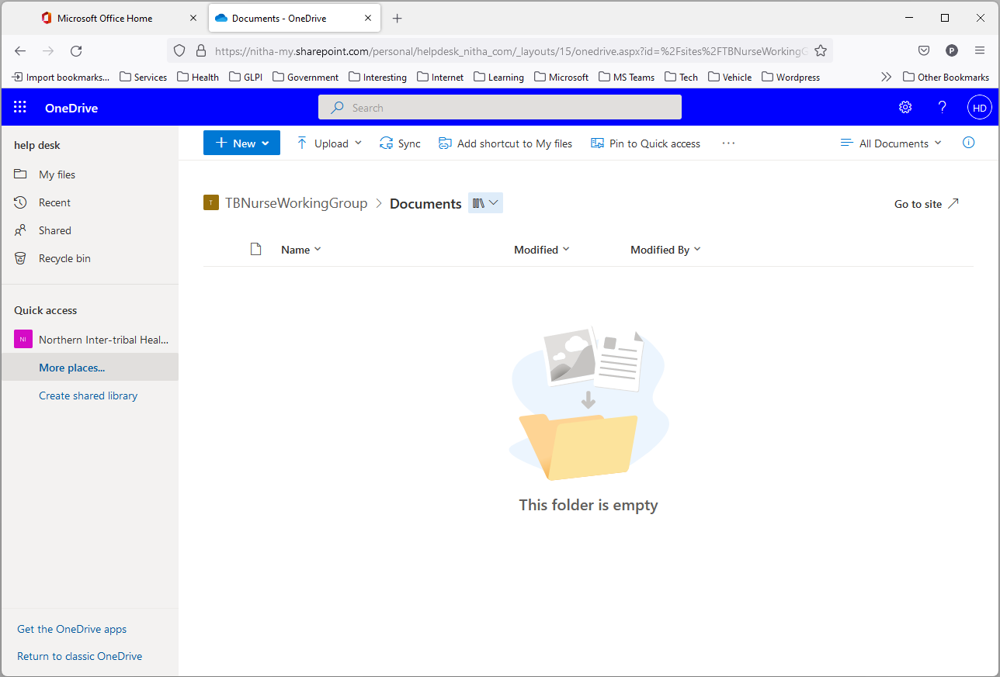 Microsoft Office Home
Documents - OneDrive
https://nitha-my.sharepoint.com/personal/helpdesk_nitha_com/_layouts/15/onedrive.aspx?id=%2Fsites%2FTBNurseWorkingG
Import bookmarks... Services Health GLPI Government Interesting Internet Learning Microsoft MS Teams Tech Vehicle Wordpress Other Bookmarks
P
OneDrive
Search
? HD
help desk
My files
Recent
Shared
Recycle bin
Quick access
NI Northern Inter-tribal Heal...
More places...
Create shared library
Get the OneDrive apps
Return to classic OneDrive
+ New Upload Sync Add shortcut to My files Pin to Quick access ... All Documents
T TBNurseWorkingGroup > Documents
Go to site
Name Modified Modified By
This folder is empty